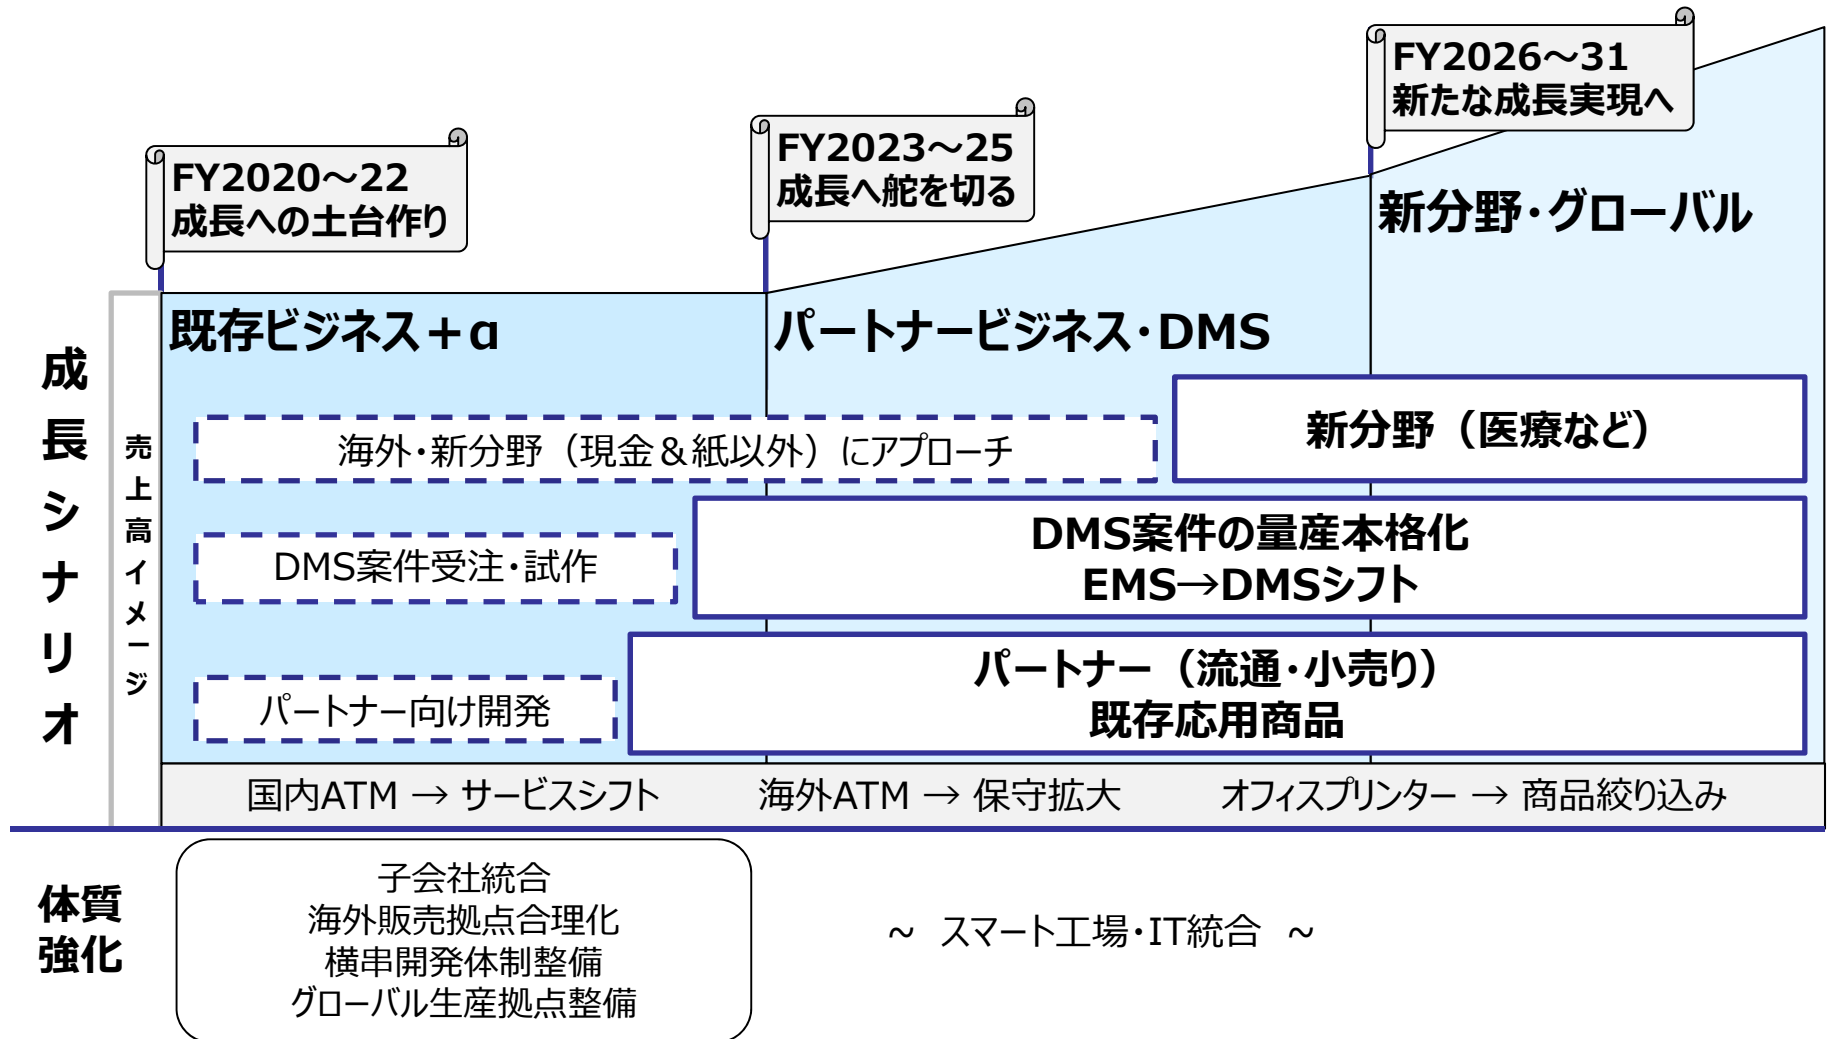 FY2020～22
成長への土台作り
FY2023～25
成長へ舵を切る
FY2026～31
新たな成長実現へ
成長シナリオ
売上高イメージ
既存ビジネス＋α
パートナービジネス・DMS
新分野・グローバル
海外・新分野（現金＆紙以外）にアプローチ
新分野（医療など）
DMS案件受注・試作
DMS案件の量産本格化
EMS→DMSシフト
パートナー向け開発
パートナー（流通・小売り）
既存応用商品
国内ATM → サービスシフト
海外ATM → 保守拡大
オフィスプリンター → 商品絞り込み
体質
強化
子会社統合
海外販売拠点合理化
横串開発体制整備
グローバル生産拠点整備
~ スマート工場・IT統合 ~